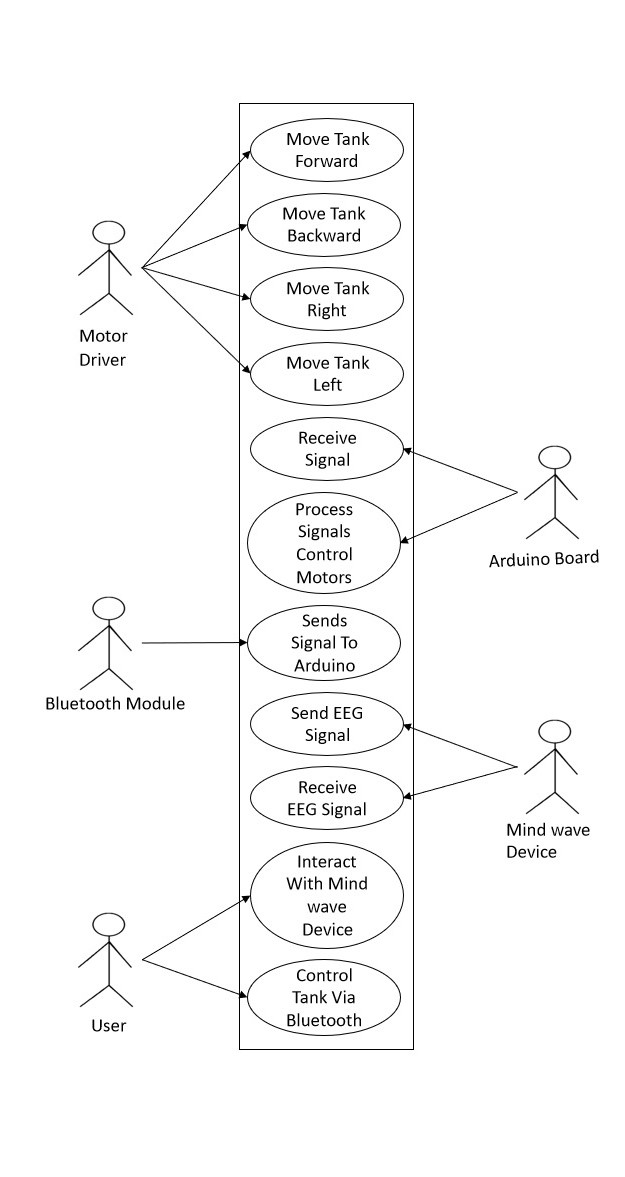 Move Tank
Forward
Move Tank
Backward
Move Tank
Right
Move Tank
Left
Motor
Driver
Receive
Signal
Process
Signals
Control
Motors
Arduino Board
Sends
Signal To
Arduino
Bluetooth Module
Send EEG
Signal
Receive
EEG Signal
Mind wave
Device
Interact
With Mind
wave
Device
Control
Tank Via
Bluetooth
User